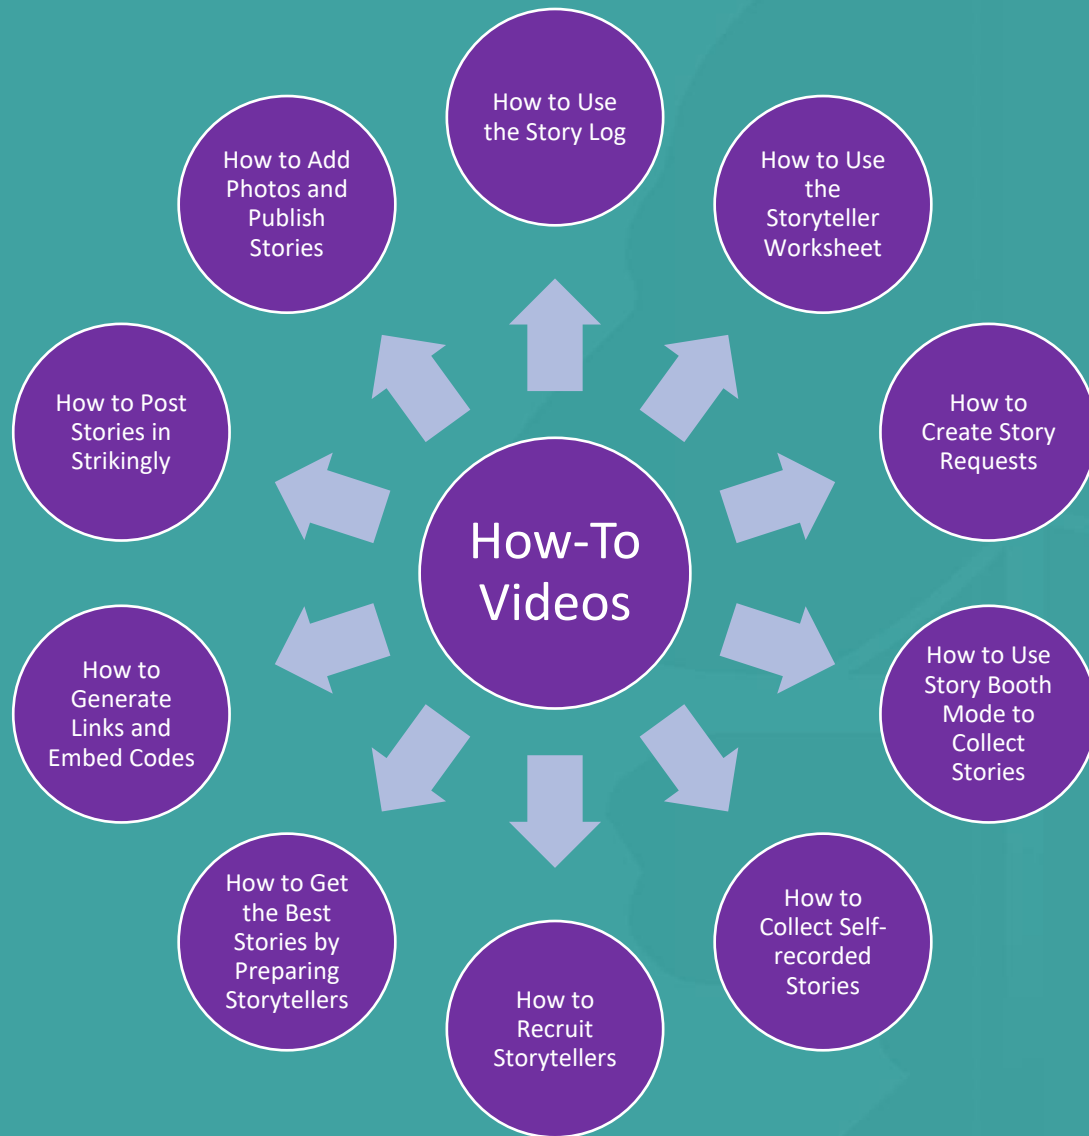 How to Use
the Story Log
How to Use
the
Storyteller
Worksheet
How to
Create Story
Requests
How to Use
Story Booth
Mode to
Collect
Stories
How to
Collect Self-
recorded
Stories
How to
Recruit
Storytellers
How to Get
the Best
Stories by
Preparing
Storytellers
How to
Generate
Links and
Embed Codes
How to Post
Stories in
Strikingly
How to Add
Photos and
Publish
Stories
How-To
Videos